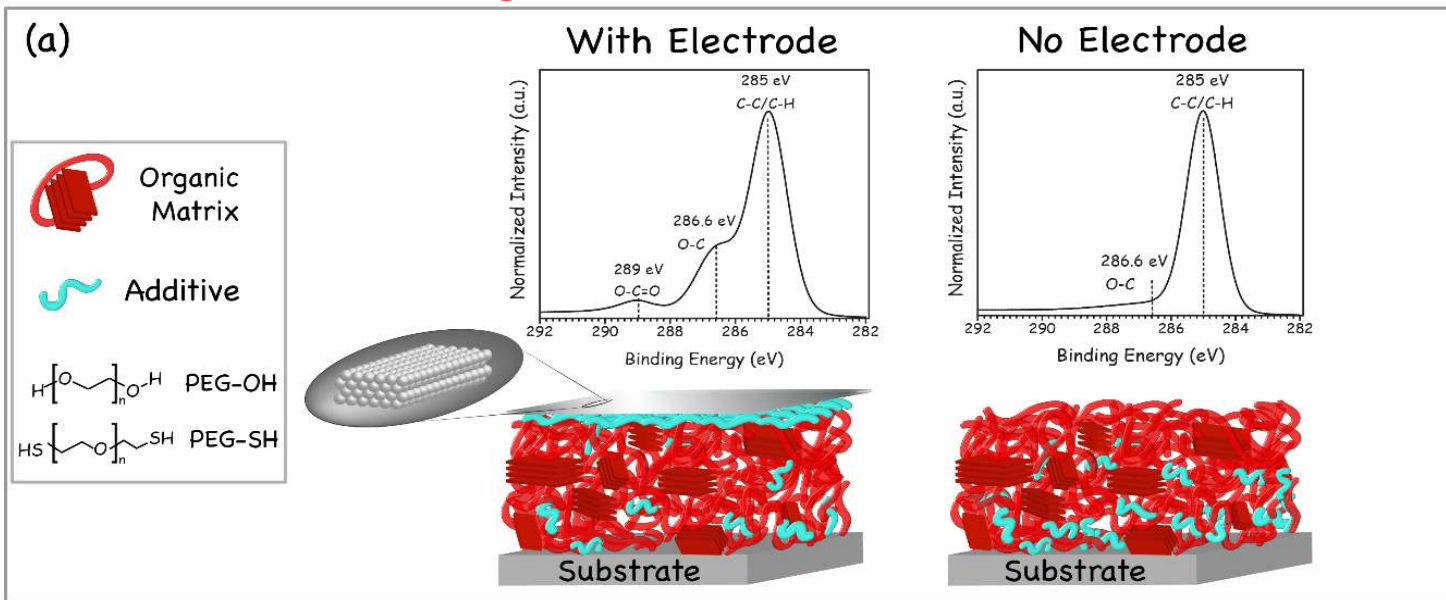 (a)
With Electrode
No Electrode
Organic
Matrix
Additive
H
O
n
O
H
PEG-OH
HS
O
n
SH
PEG-SH
Normalized Intensity (a.u.)
285 eV
C-C/C-H
286.6 eV
O-C
289 eV
O-C=O
292
290
288
286
284
282
Binding Energy (eV)
Normalized Intensity (a.u.)
285 eV
C-C/C-H
286.6 eV
O-C
292
290
288
286
284
282
Binding Energy (eV)
Substrate
Substrate